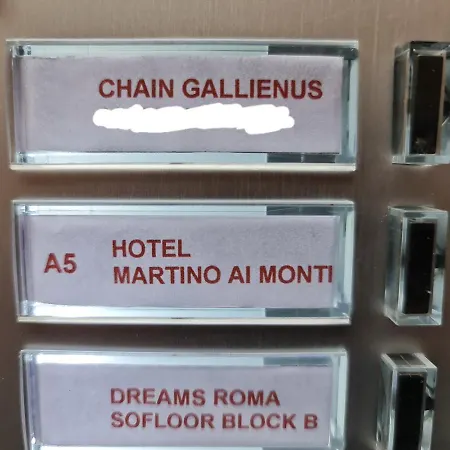 CHAIN GALLIENUS
A5 HOTEL
MARTINO AI MONTI
DREAMS ROMA
SOFLOOR BLOCK B